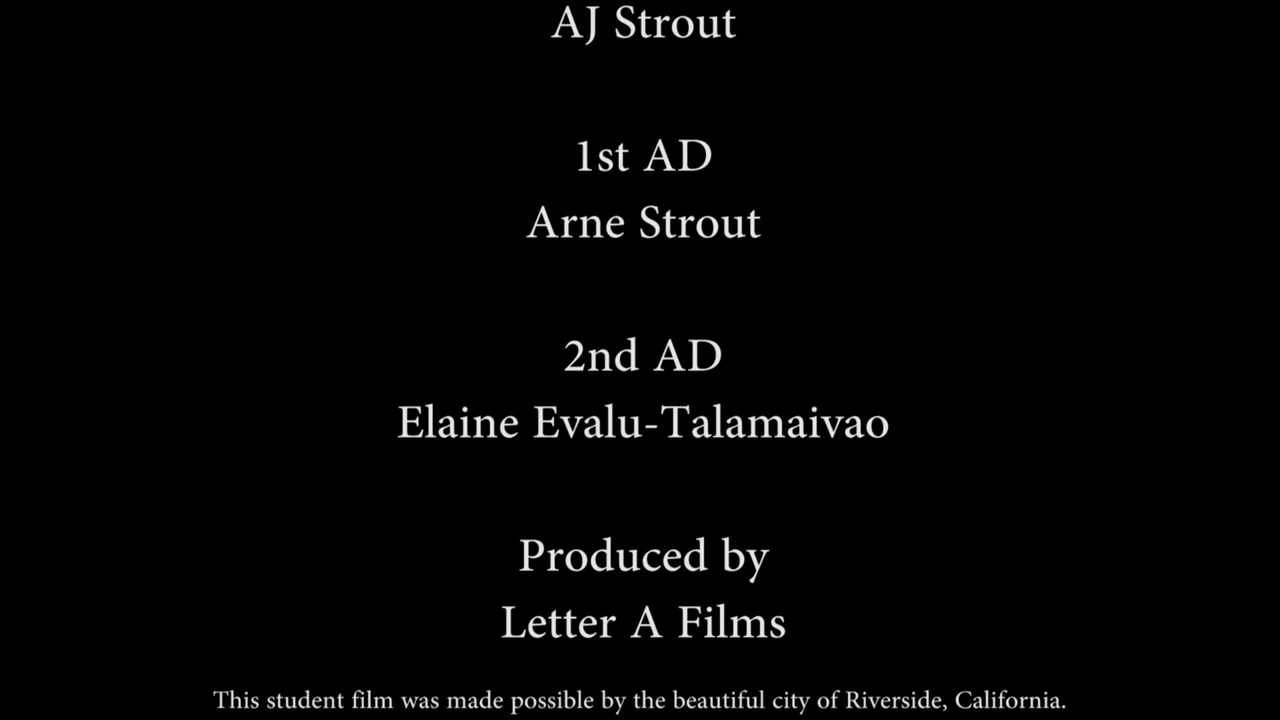 AJ Strout
1st AD
Arne Strout
2nd AD
Elaine Evalu-Talamaivao
Produced by
Letter A Films
This student film was made possible by the beautiful city of Riverside, California.